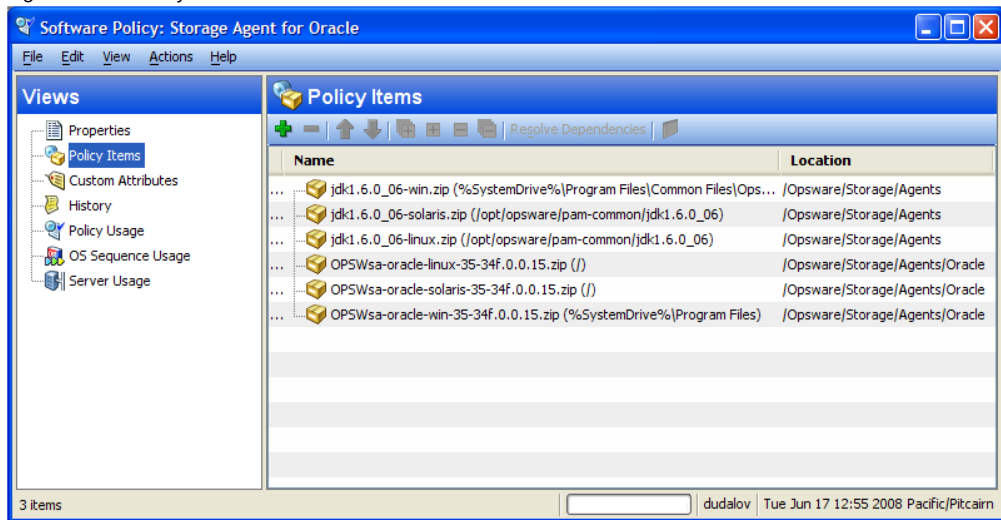 Software Policy: Storage Agent for Oracle
File Edit View Actions Help
Views
Properties
Policy Items
Custom Attributes
History
Policy Usage
OS Sequence Usage
Server Usage
Policy Items
Resolve Dependencies
Name Location
... jdk1.6.0_06-win.zip (%SystemDrive%\Program Files\Common Files\Ops... /Opsware/Storage/Agents
... jdk1.6.0_06-solaris.zip (/opt/opsware/pam-common/jdk1.6.0_06) /Opsware/Storage/Agents
... jdk1.6.0_06-linux.zip (/opt/opsware/pam-common/jdk1.6.0_06) /Opsware/Storage/Agents
... OPSWsa-oracle-linux-35-34f.0.0.15.zip (/) /Opsware/Storage/Agents/Oracle
... OPSWsa-oracle-solaris-35-34f.0.0.15.zip (/) /Opsware/Storage/Agents/Oracle
... OPSWsa-oracle-win-35-34f.0.0.15.zip (%SystemDrive%\Program Files) /Opsware/Storage/Agents/Oracle
3 items dudalov Tue Jun 17 12:55 2008 Pacific/Pitcairn